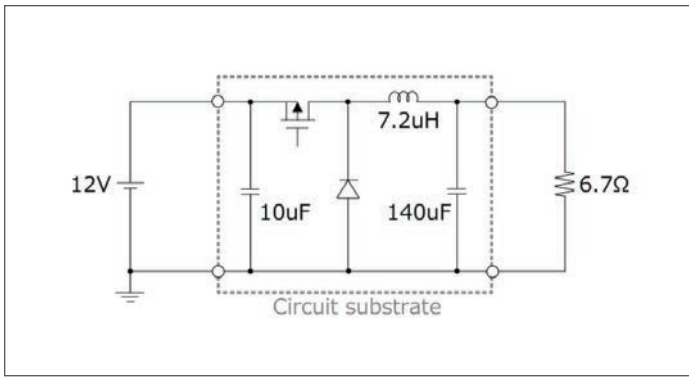 7.2uH
12V
10uF
140uF
6.7Ω
Circuit substrate